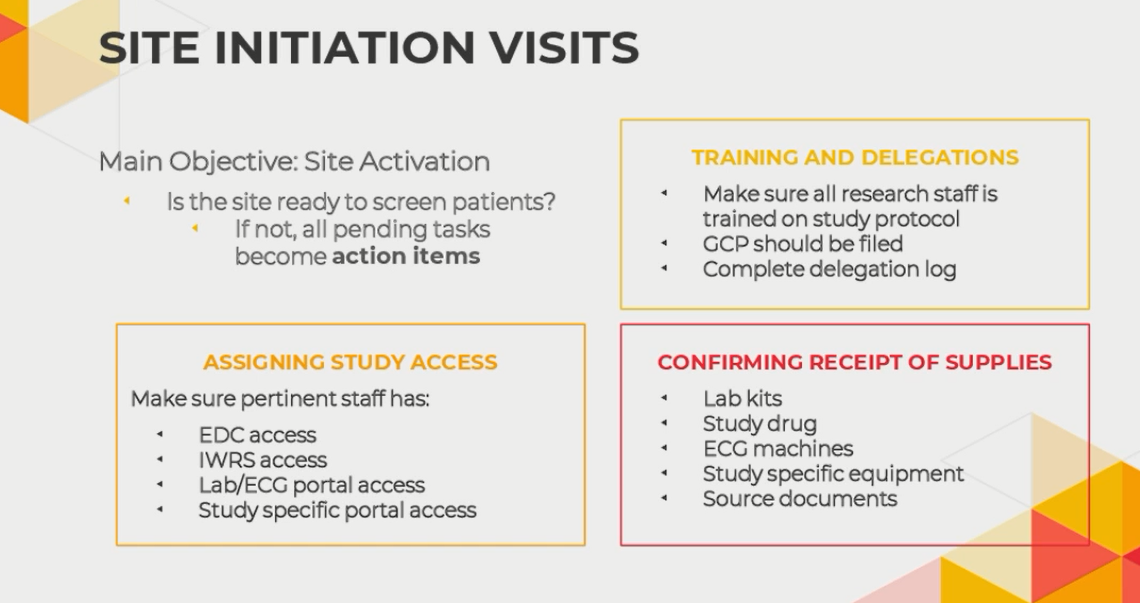 SITE INITIATION VISITS
Main Objective: Site Activation
Is the site ready to screen patients?
If not, all pending tasks
become action items
TRAINING AND DELEGATIONS
Make sure all research staff is
trained on study protocol
GCP should be filed
Complete delegation log
ASSIGNING STUDY ACCESS
Make sure pertinent staff has:
EDC access
IWRS access
Lab/ECG portal access
Study specific portal access
CONFIRMING RECEIPT OF SUPPLIES
Lab kits
Study drug
ECG machines
Study specific equipment
Source documents